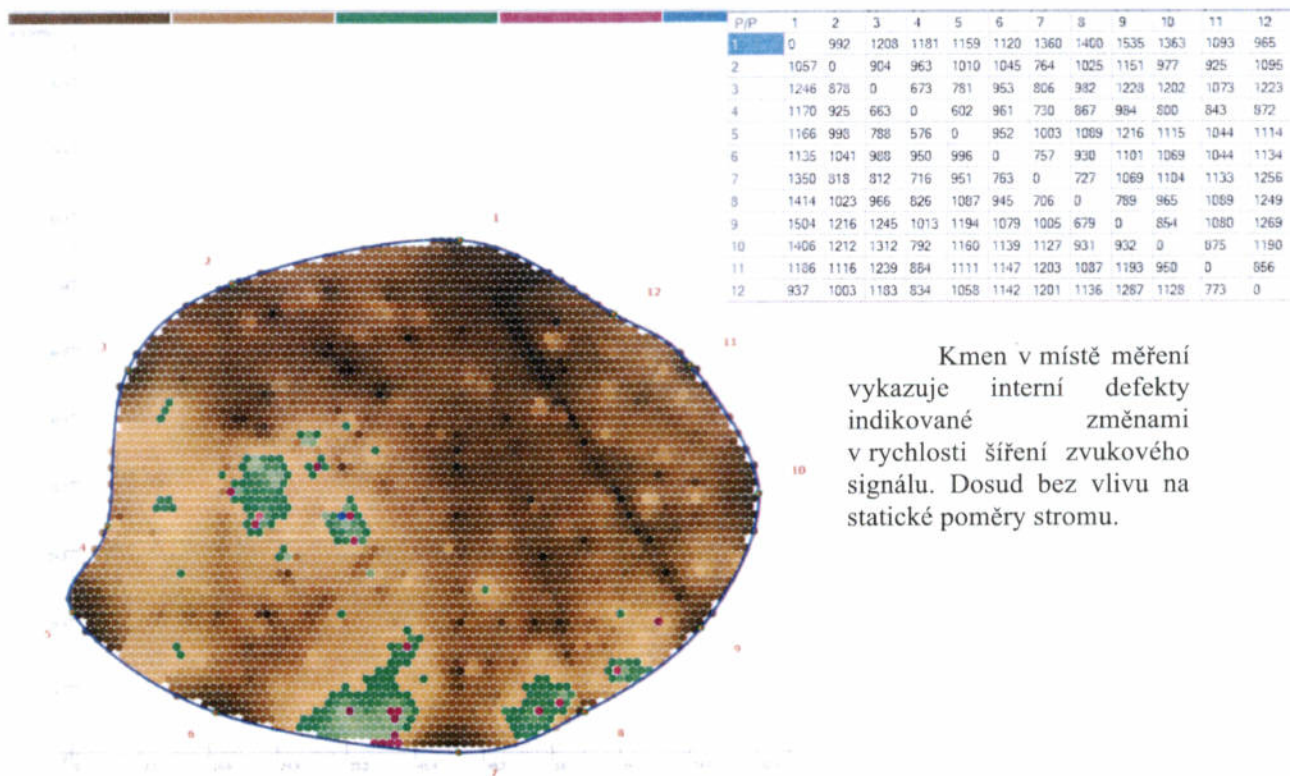 P/P 1 2 3 4 5 6 7 8 9 10 11 12
1 0 992 1208 1181 1159 1120 1360 1400 1535 1363 1093 965
2 1057 0 904 963 1010 1045 764 1025 1151 977 925 1095
3 1246 878 0 673 781 953 806 982 1228 1202 1073 1223
4 1170 925 663 0 602 961 730 867 984 800 843 872
5 1166 998 788 576 0 952 1003 1089 1216 1115 1044 1114
6 1135 1041 988 950 996 0 757 930 1101 1069 1044 1134
7 1350 818 812 716 951 763 0 727 1069 1104 1133 1256
8 1414 1023 966 826 1087 945 706 0 789 965 1089 1249
9 1504 1216 1245 1013 1194 1079 1005 679 0 854 1080 1269
10 1406 1212 1312 792 1160 1139 1127 931 932 0 875 1190
11 1186 1116 1239 884 1111 1147 1203 1087 1193 950 0 856
12 937 1003 1183 834 1058 1142 1201 1136 1287 1128 773 0
1
2
12
3
11
10
4
5
9
6
8
7
Kmen v místě měření
vykazuje interní defekty
indikované změnami
v rychlosti šíření zvukového
signálu. Dosud bez vlivu na
statické poměry stromu.